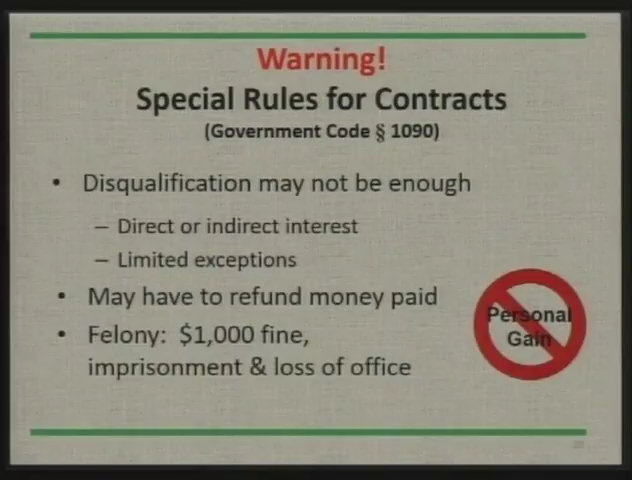 Warning!
Special Rules for Contracts
(Government Code § 1090)
• Disqualification may not be enough
– Direct or indirect interest
– Limited exceptions
• May have to refund money paid
• Felony: $1,000 fine,
imprisonment & loss of office
Personal
Gain